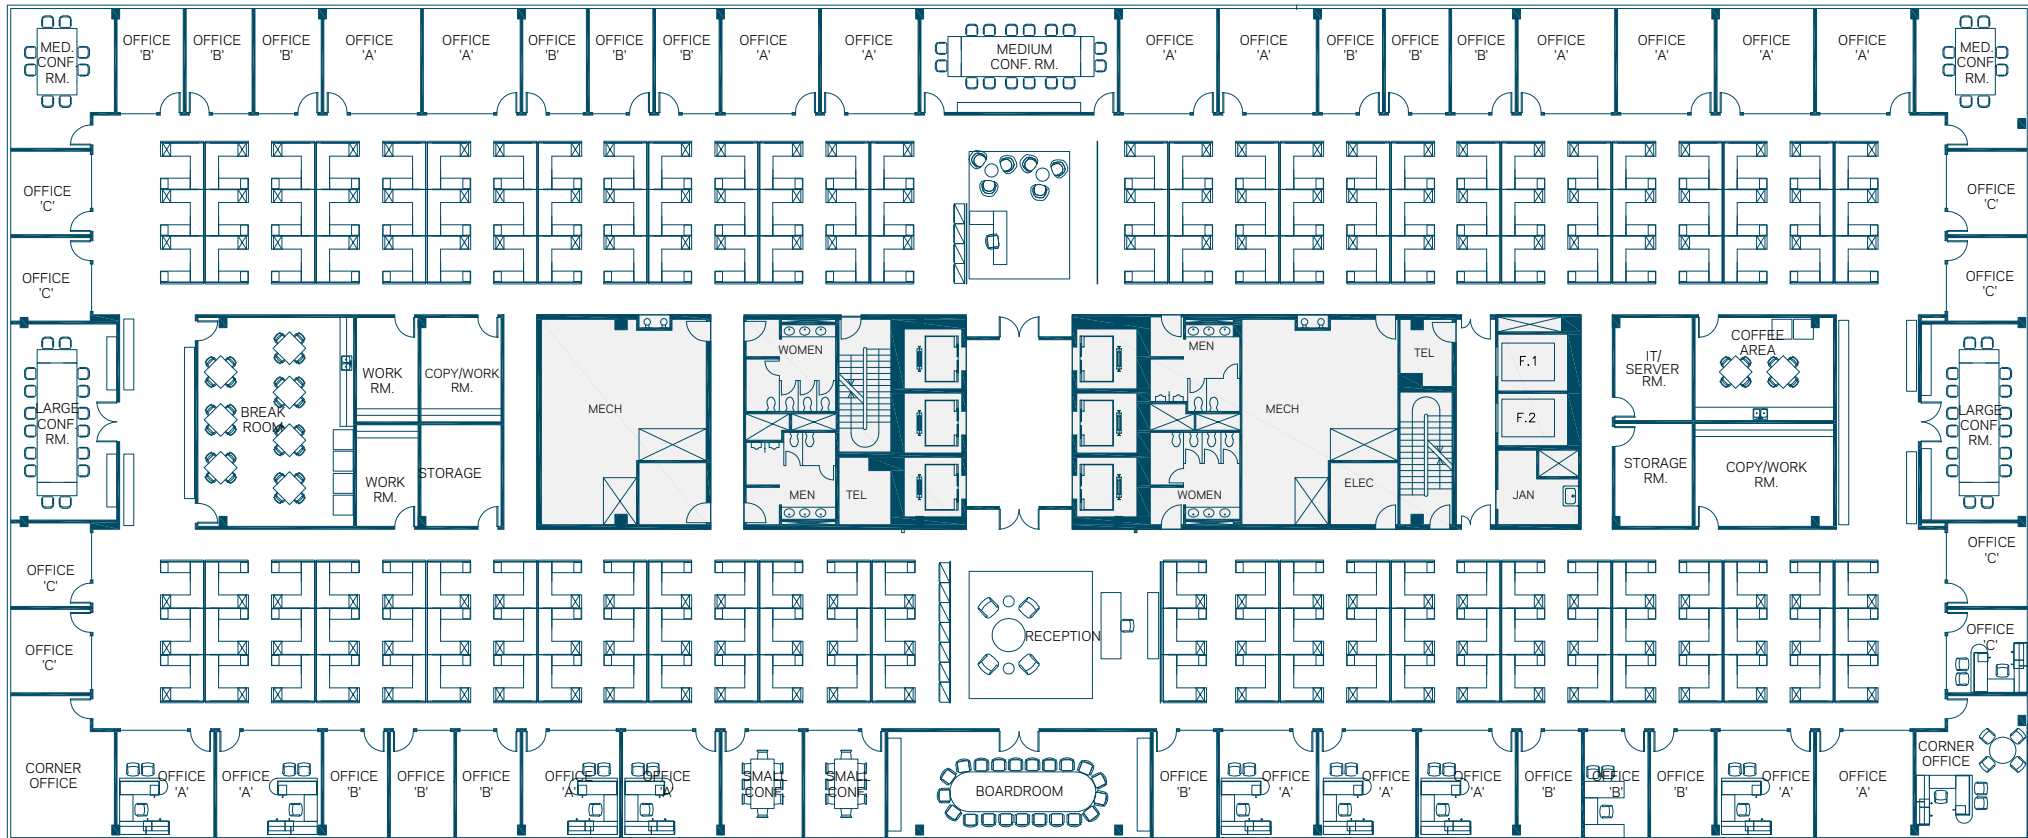 MED.
CONF.
RM.
OFFICE
'B'
OFFICE
'B'
OFFICE
'B'
OFFICE
'A'
OFFICE
'A'
OFFICE
'B'
OFFICE
'B'
OFFICE
'B'
OFFICE
'A'
OFFICE
'A'
MEDIUM
CONF. RM.
OFFICE
'A'
OFFICE
'A'
OFFICE
'B'
OFFICE
'B'
OFFICE
'B'
OFFICE
'A'
OFFICE
'A'
OFFICE
'A'
OFFICE
'A'
MED.
CONF.
RM.
OFFICE
'C'
OFFICE
'C'
OFFICE
'C'
OFFICE
'C'
LARGE
CONF.
RM.
BREAK
ROOM
WORK
RM.
COPY/WORK
RM.
WORK
RM.
STORAGE
MECH
WOMEN
MEN
TEL
MEN
WOMEN
MECH
ELEC
TEL
F.1
F.2
JAN
IT/
SERVER
RM.
COFFEE
AREA
STORAGE
RM.
COPY/WORK
RM.
LARGE
CONF.
RM.
OFFICE
'C'
OFFICE
'C'
OFFICE
'C'
OFFICE
'C'
RECEPTION
CORNER
OFFICE
OFFICE
'A'
OFFICE
'A'
OFFICE
'B'
OFFICE
'B'
OFFICE
'B'
OFFICE
'A'
OFFICE
'A'
SMALL
CONF.
SMALL
CONF.
BOARDROOM
OFFICE
'B'
OFFICE
'A'
OFFICE
'A'
OFFICE
'A'
OFFICE
'B'
OFFICE
'B'
OFFICE
'B'
OFFICE
'A'
OFFICE
'A'
CORNER
OFFICE